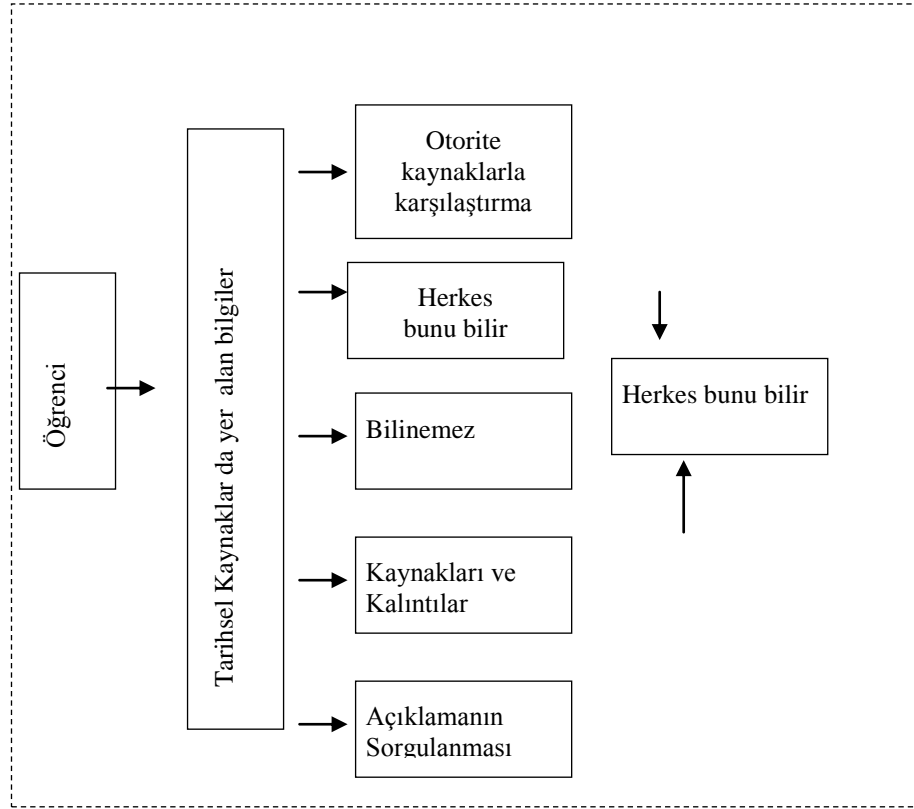 Öğrenci
Tarihsel Kaynaklar da yer alan bilgiler
Otorite
kaynaklarla
karşılaştırma
Herkes
bunu bilir
Bilinemez
Kaynakları ve
Kalıntılar
Açıklamanın
Sorgulanması
Herkes bunu bilir